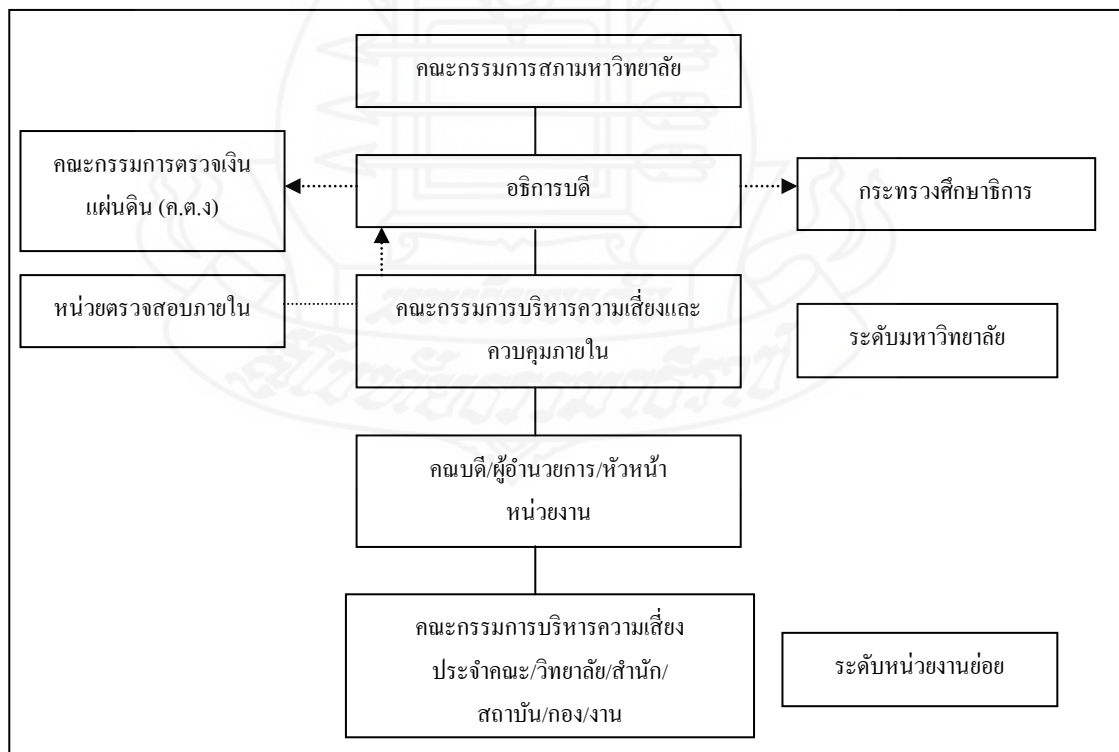 คณะกรรมการสภามหาวิทยาลัย
คณะกรรมการตรวจเงิน
แผ่นดิน (ค.ต.ง)
อธิการบดี
กระทรวงศึกษาธิการ
หน่วยตรวจสอบภายใน
คณะกรรมการบริหารความเสี่ยงและ
ควบคุมภายใน
ระดับมหาวิทยาลัย
คณบดี/ผู้อำนวยการ/หัวหน้า
หน่วยงาน
คณะกรรมการบริหารความเสี่ยง
ประจำคณะ/วิทยาลัย/สำนัก/
สถาบัน/กอง/งาน
ระดับหน่วยงานย่อย